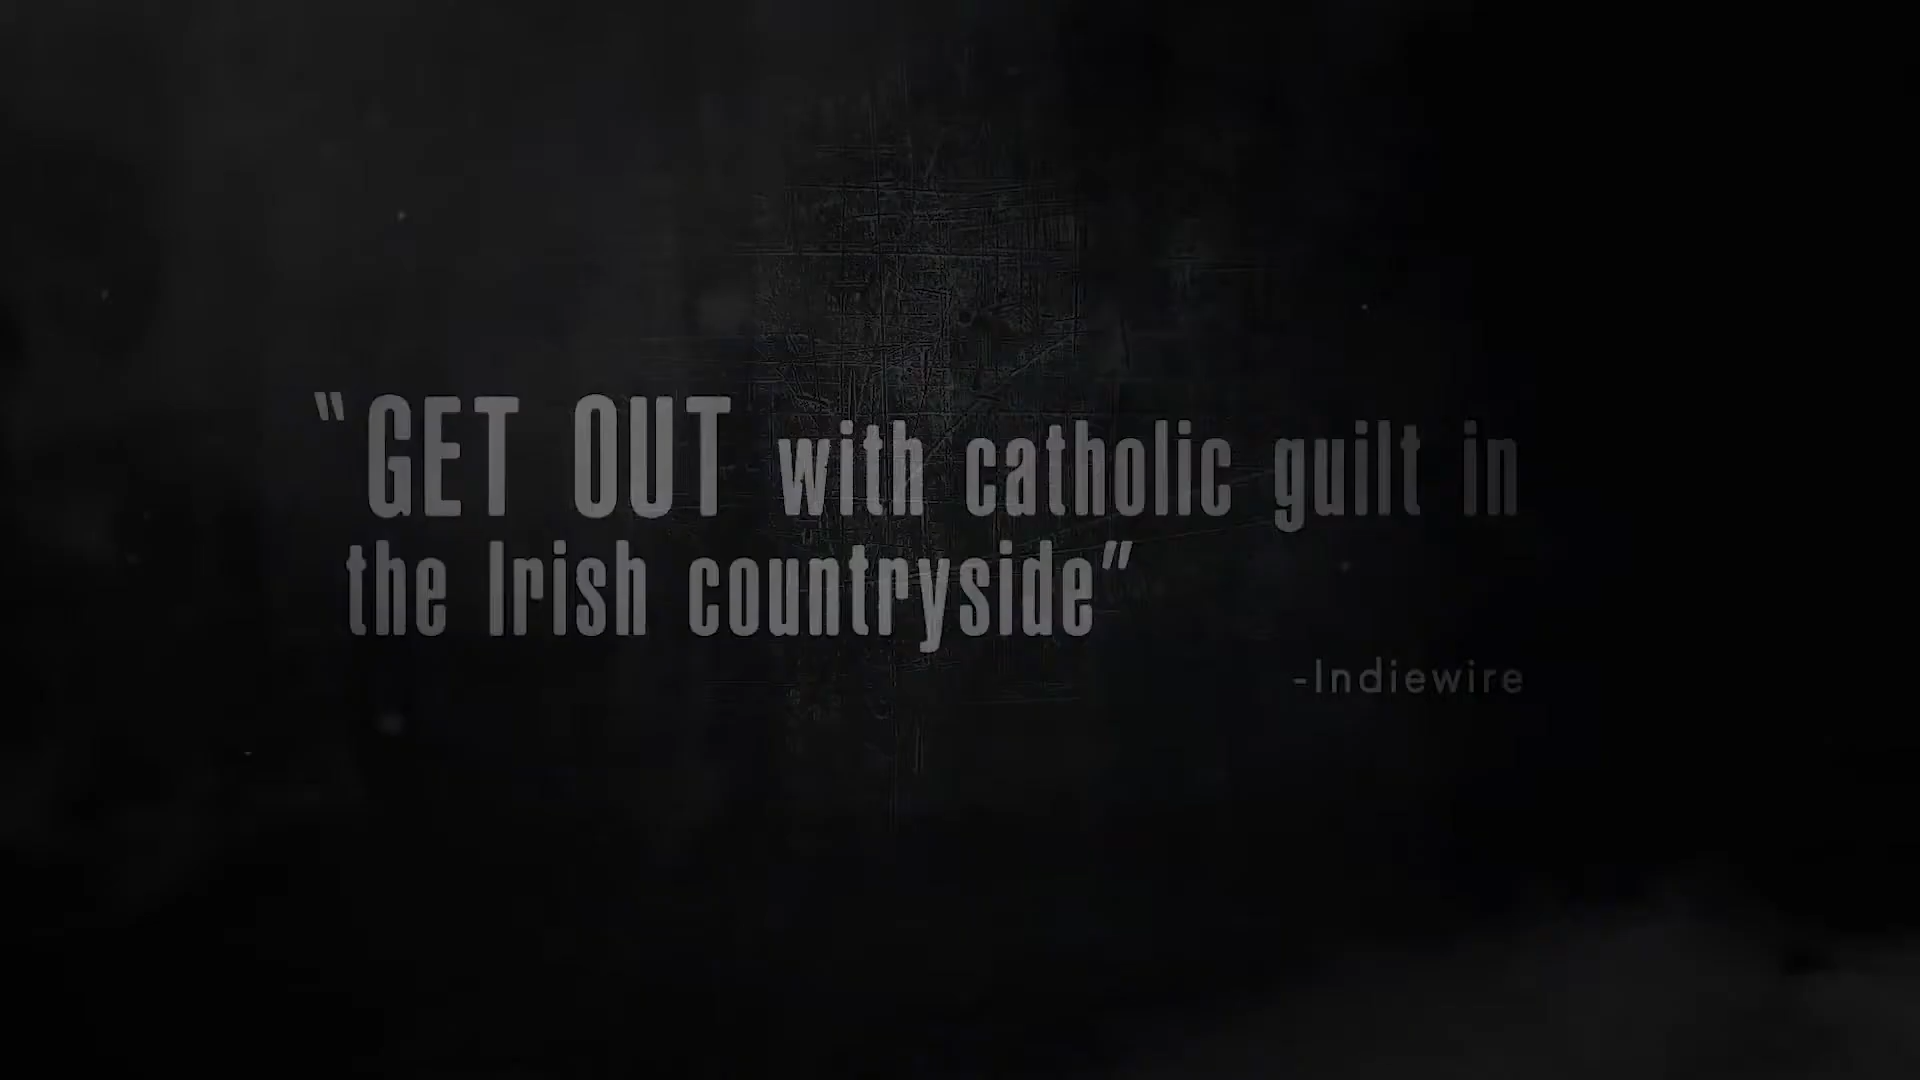 “GET OUT with catholic guilt in
the Irish countryside”
-Indiewire